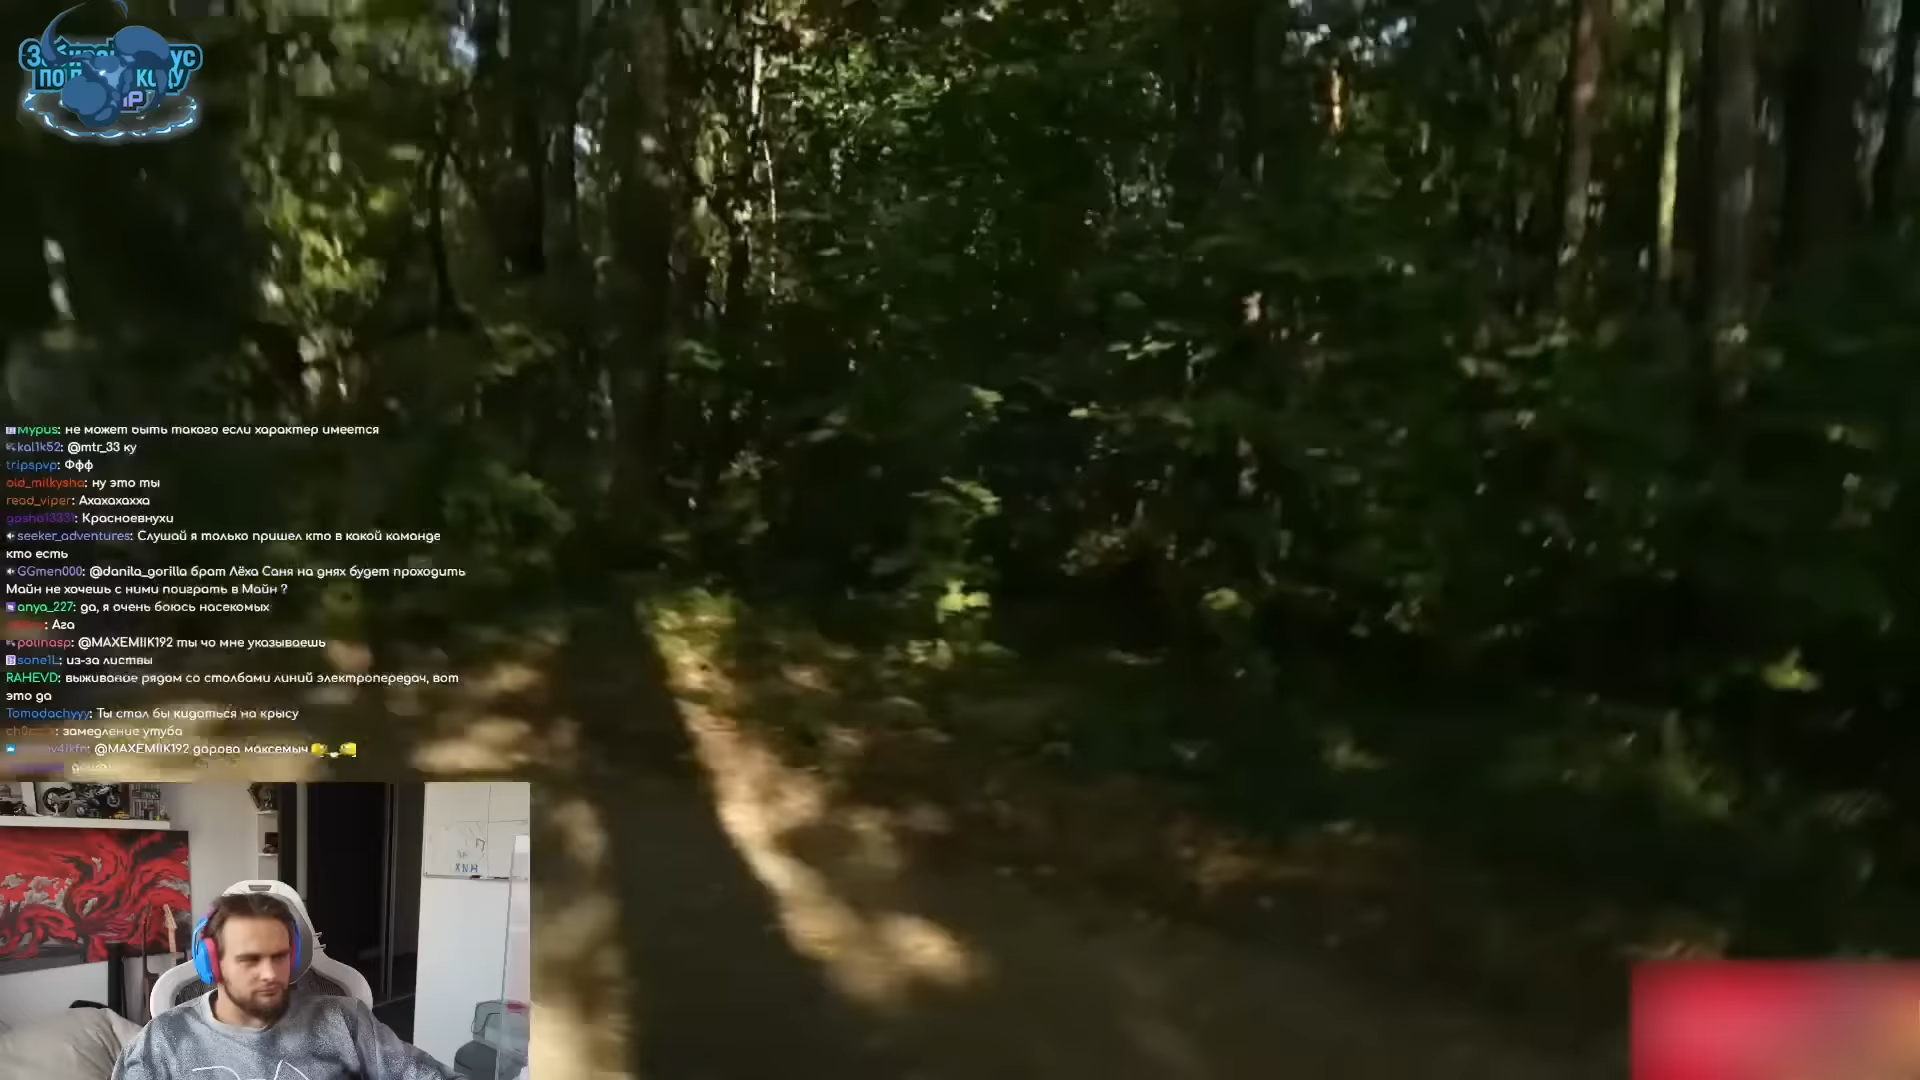 Mypus: не может быть такого если характер имеется
kal1k52: @mtr_33 ку
tripspvp: Ффф
old_milkysha: ну это ты
read_viper: Ахахахахха
gpsha13331: Красноевнухи
seeker_adventures: Слушай я только пришел кто в какой команде
кто есть
GGmen000: @danila_gorilla брат Лёха Саня на днях будет проходить
Майн не хочешь с ними поиграть в Майн ?
anya_227: да, я очень боюсь насекомых
: Ага
polinasp: @MAXEMIIK192 ты чо мне указываешь
sone1L: из-за листвы
RAHEVD: выживание рядом со столбами линий электропередач, вот
это да
Tomodachyyy: Ты стал бы кидаться на крысу
: замедление утуба
: @MAXEMIIK192 дарова максемыч